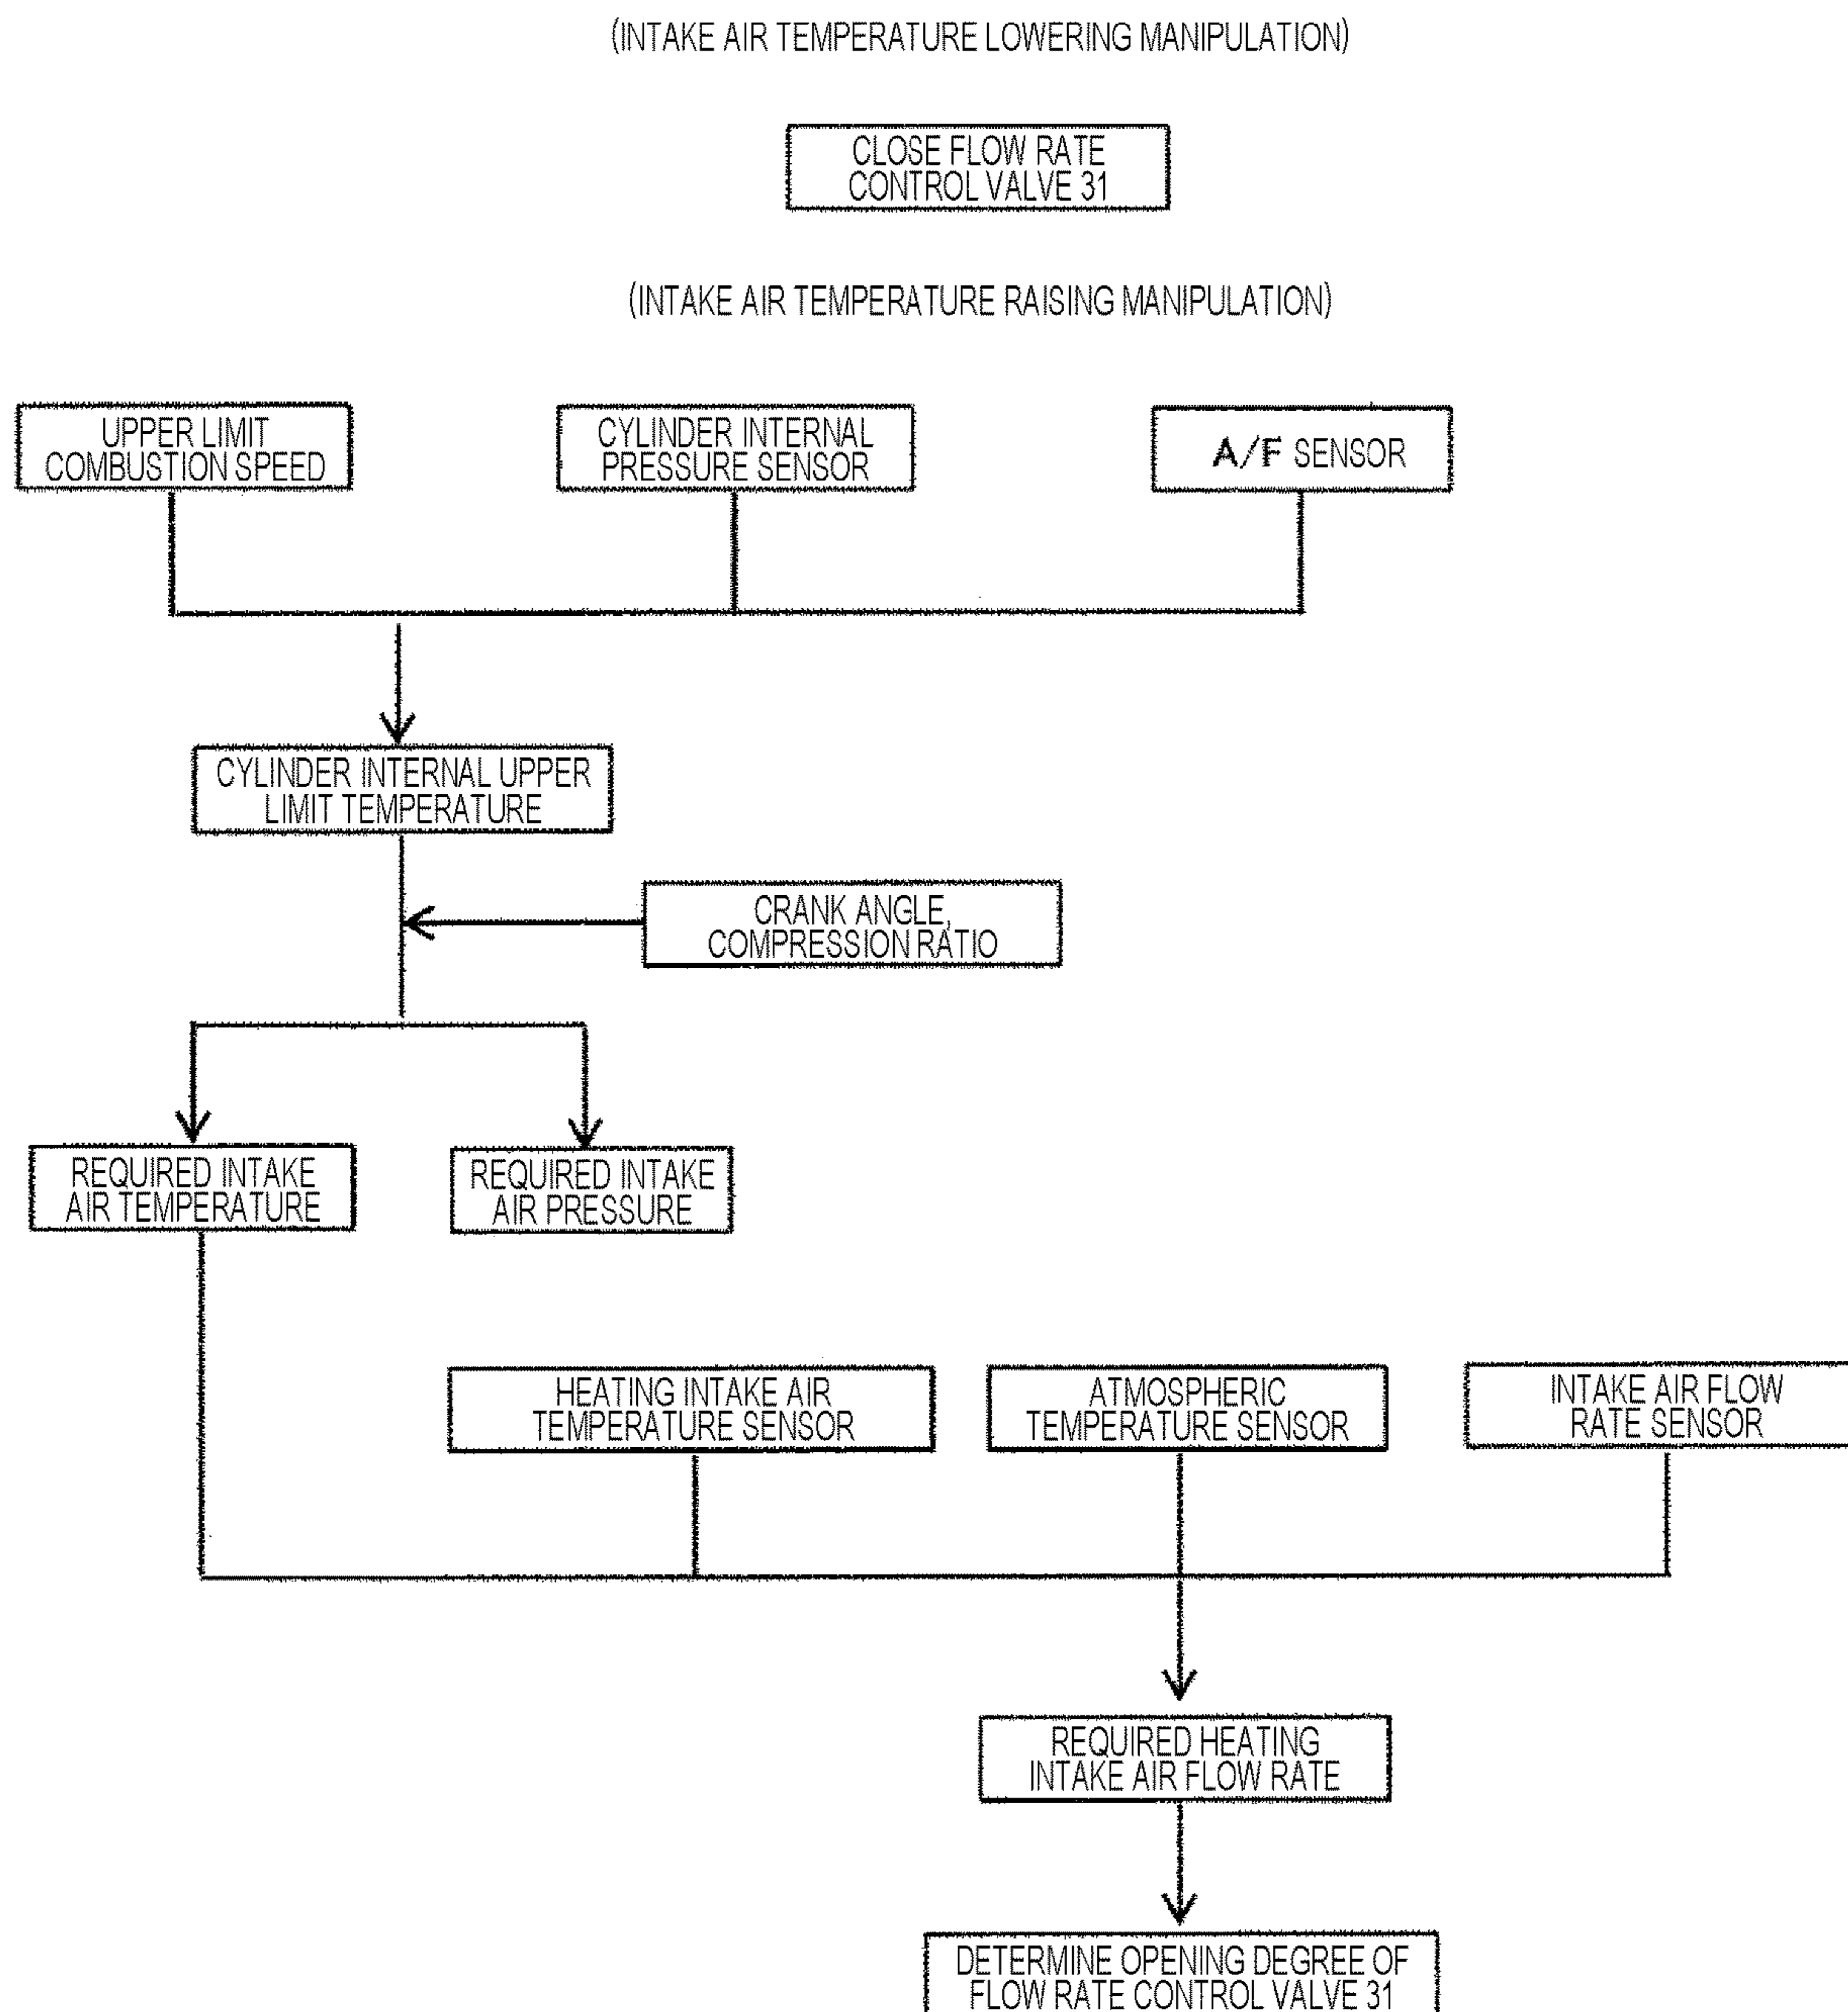 (INTAKE AIR TEMPERATURE LOWERING MANIPULATION)
CLOSE FLOW RATE
CONTROL VALVE 31
(INTAKE AIR TEMPERATURE RAISING MANIPULATION)
UPPER LIMIT
COMBUSTION SPEED
CYLINDER INTERNAL
PRESSURE SENSOR
A/F SENSOR
CYLINDER INTERNAL UPPER
LIMIT TEMPERATURE
CRANK ANGLE,
COMPRESSION RATIO
REQUIRED INTAKE
AIR TEMPERATURE
REQUIRED INTAKE
AIR PRESSURE
HEATING INTAKE AIR
TEMPERATURE SENSOR
ATMOSPHERIC
TEMPERATURE SENSOR
INTAKE AIR FLOW
RATE SENSOR
REQUIRED HEATING
INTAKE AIR FLOW RATE
DETERMINE OPENING DEGREE OF
FLOW RATE CONTROL VALVE 31